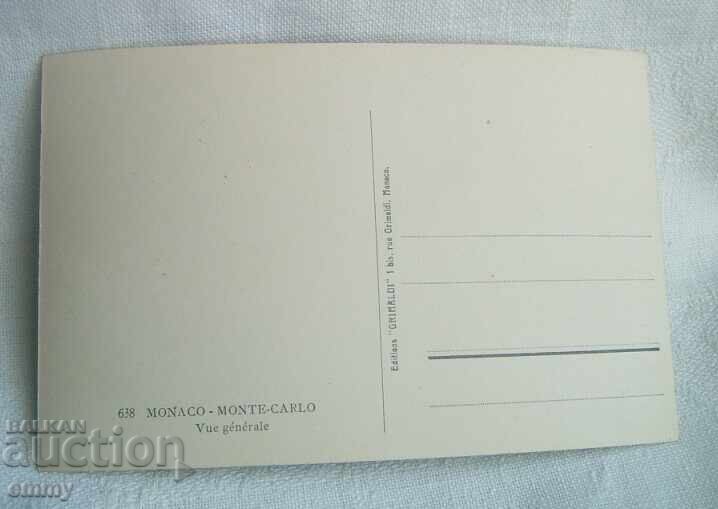 638 MONACO - MONTE-CARLO
Vue générale
Editions "GRIMALDI" 1 bis. rue Grimaldi. Monaco.
BALKAN
auction
emmy